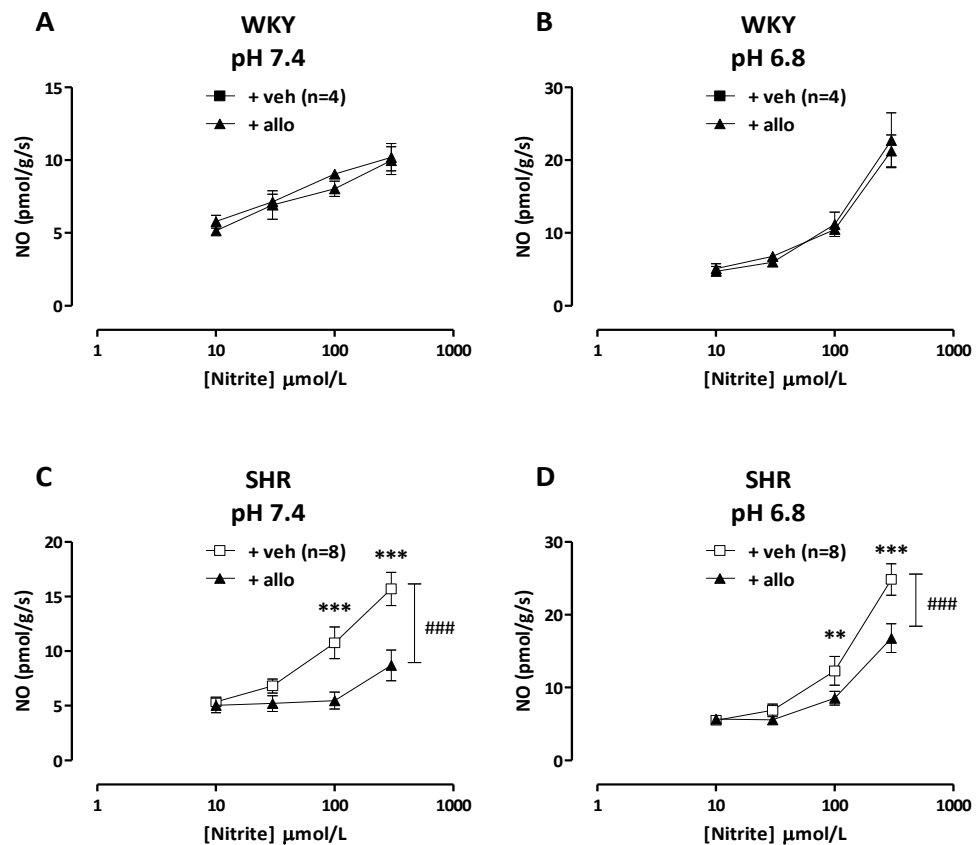 A
WKY
pH 7.4
+ veh (n=4)
+ allo
NO (pmol/g/s)
15
10
5
0
1 10 100 1000
[Nitrite] μmol/L
B
WKY
pH 6.8
+ veh (n=4)
+ allo
NO (pmol/g/s)
30
20
10
0
1 10 100 1000
[Nitrite] μmol/L
C
SHR
pH 7.4
+ veh (n=8)
+ allo
NO (pmol/g/s)
20
15
10
5
0
***
***
###
1 10 100 1000
[Nitrite] μmol/L
D
SHR
pH 6.8
+ veh (n=8)
+ allo
NO (pmol/g/s)
30
20
10
0
***
**
###
1 10 100 1000
[Nitrite] μmol/L